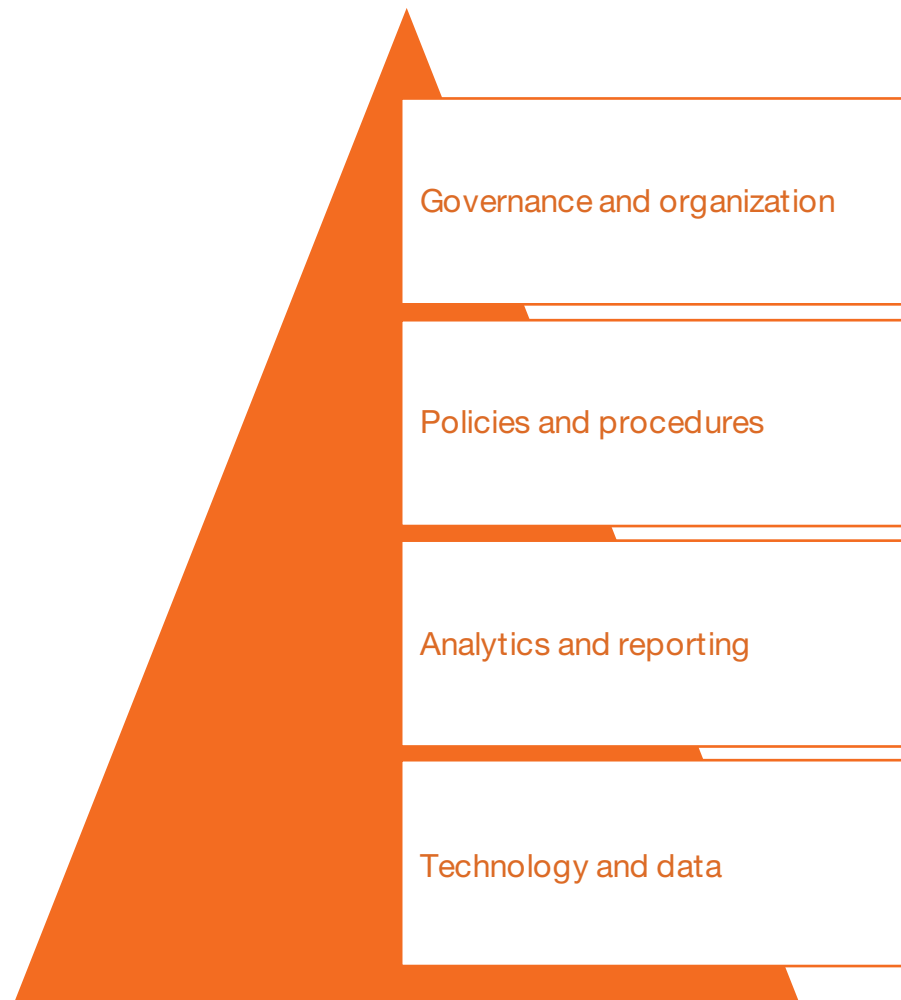 Governance and organization
Policies and procedures
Analytics and reporting
Technology and data